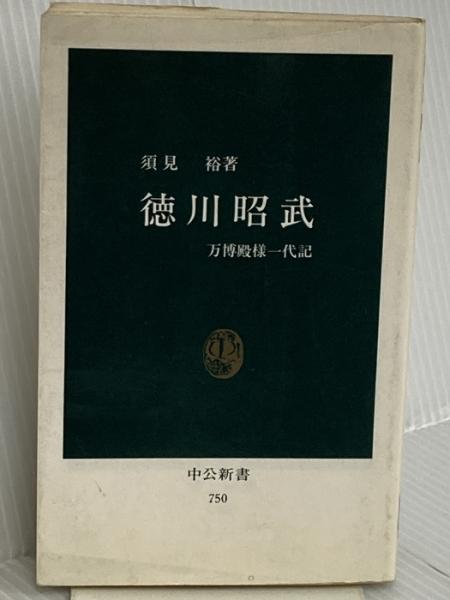 須見 裕著
徳川昭武
万博殿様一代記
中公新書
750